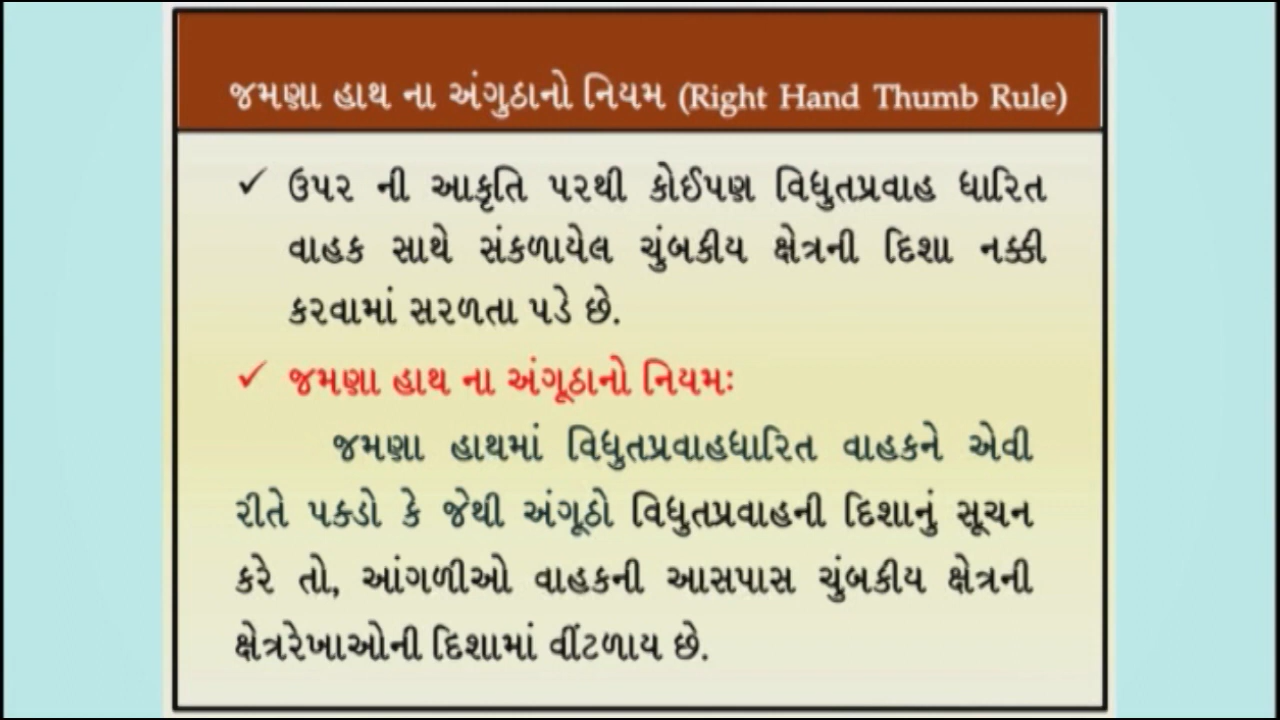 જમણા હાથ ના અંગુઠાનો નિયમ (Right Hand Thumb Rule)
✓ ઉપર ની આકૃતિ પરથી કોઈપણ વિધુતપ્રવાહ ધારિત
વાહક સાથે સંકળાયેલ ચુંબકીય ક્ષેત્રની દિશા નક્કી
કરવામાં સરળતા પડે છે.
✓ જમણા હાથ ના અંગૂઠાનો નિયમઃ
જમણા હાથમાં વિધુતપ્રવાહધારિત વાહકને એવી
રીતે પકડો કે જેથી અંગૂઠો વિધુતપ્રવાહની દિશાનું સૂચન
કરે તો, આંગળીઓ વાહકની આસપાસ ચુંબકીય ક્ષેત્રની
ક્ષેત્રરેખાઓની દિશામાં વીંટળાય છે.